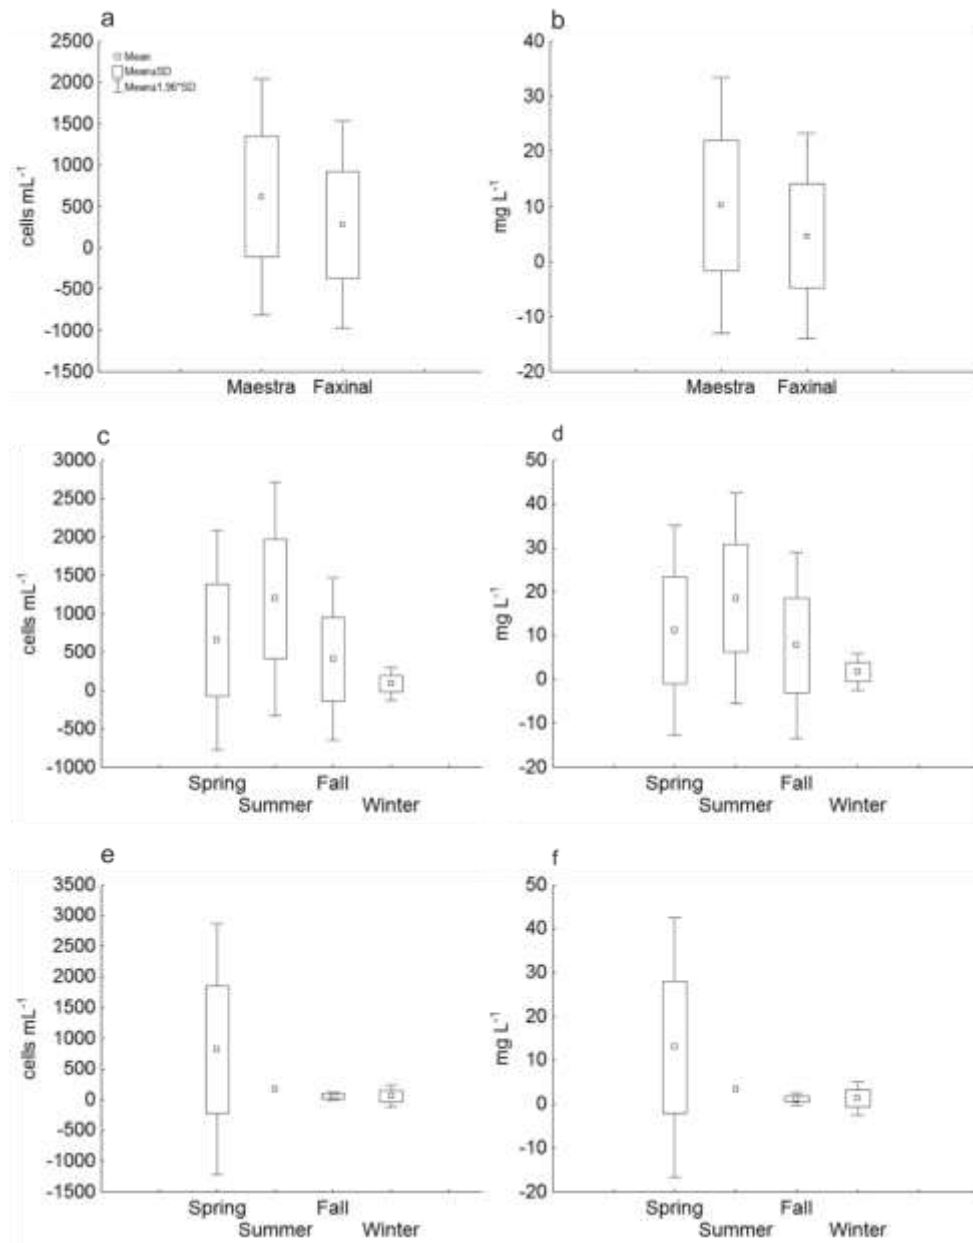 a
2500
2000
1500
1000
500
0
-500
-1000
-1500
cells mL-1
Mean
Mean±SD
Mean±1.96*SD
Maestra Faxinal
b
40
30
20
10
0
-10
-20
mg L-1
Maestra Faxinal
c
3000
2500
2000
1500
1000
500
0
-500
-1000
cells mL-1
Spring Fall
Summer Winter
d
50
40
30
20
10
0
-10
-20
mg L-1
Spring Fall
Summer Winter
e
3500
3000
2500
2000
1500
1000
500
0
-500
-1000
-1500
cells mL-1
Spring Fall
Summer Winter
f
50
40
30
20
10
0
-10
-20
mg L-1
Spring Fall
Summer Winter